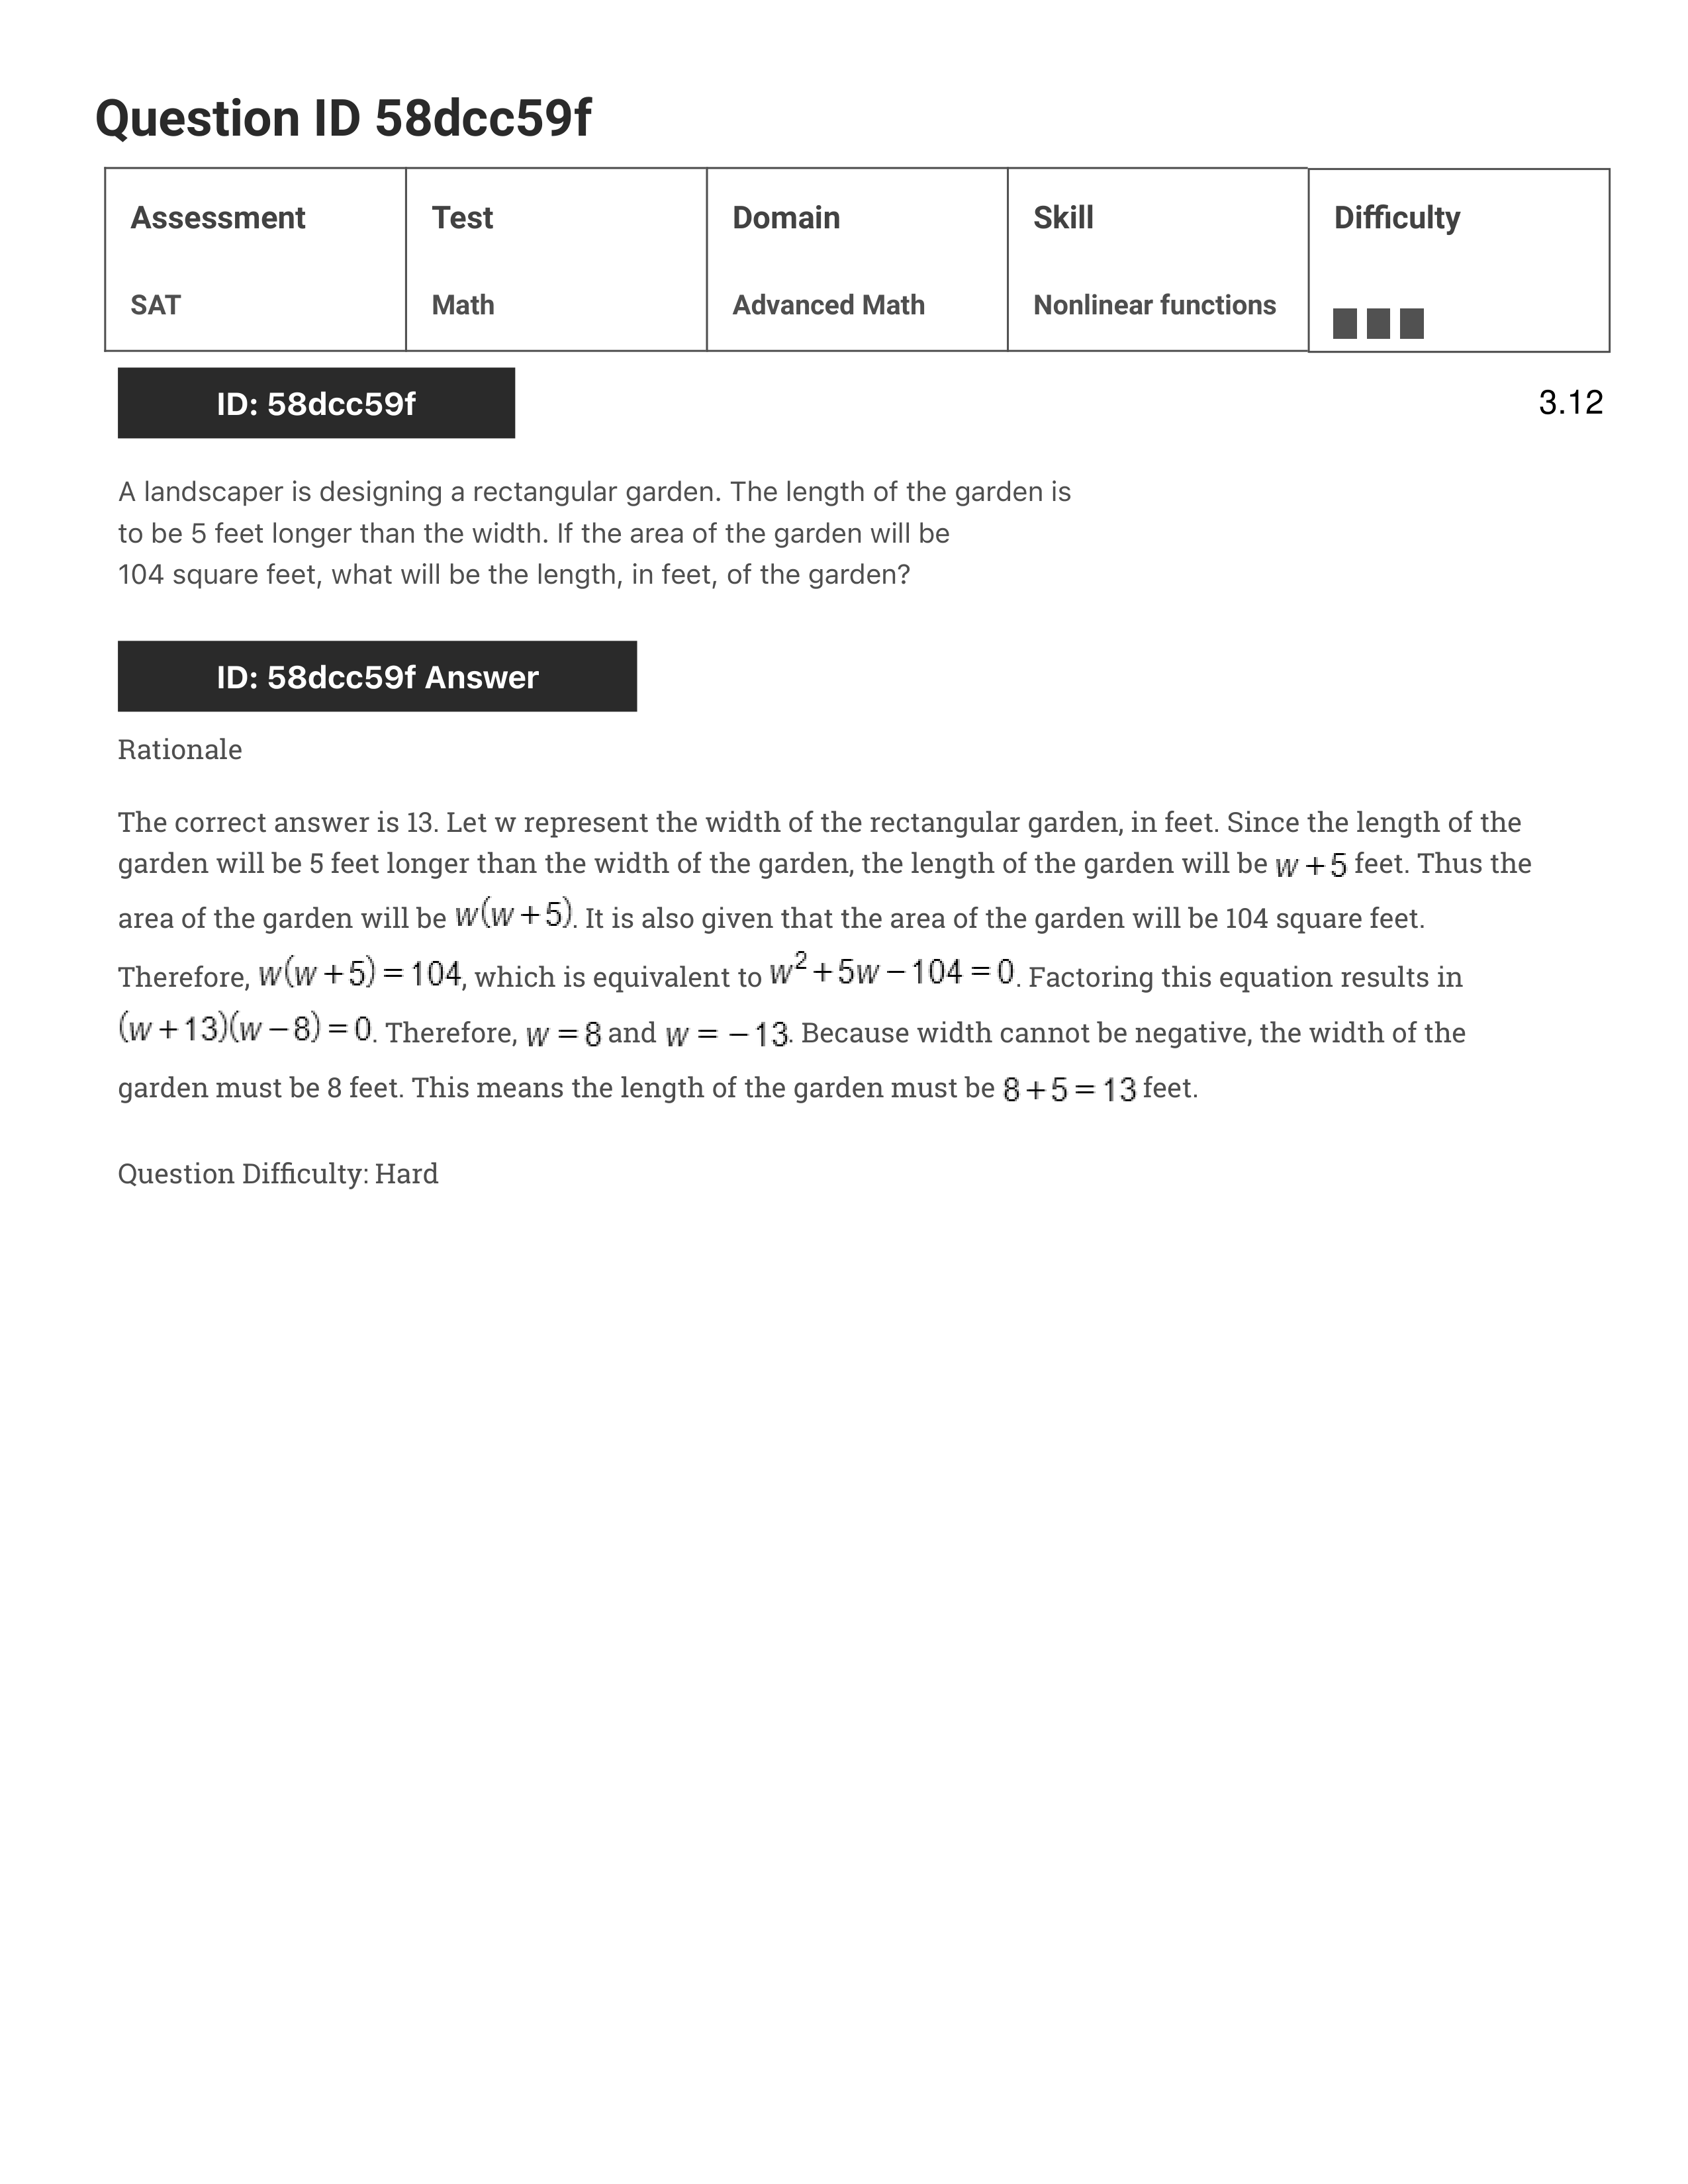 Question ID 58dcc59f
Assessment Test Domain Skill Difficulty
SAT Math Advanced Math Nonlinear functions
ID: 58dcc59f 3.12
A landscaper is designing a rectangular garden. The length of the garden is
to be 5 feet longer than the width. If the area of the garden will be
104 square feet, what will be the length, in feet, of the garden?
ID: 58dcc59f Answer
Rationale
The correct answer is 13. Let w represent the width of the rectangular garden, in feet. Since the length of the
garden will be 5 feet longer than the width of the garden, the length of the garden will be w + 5 feet. Thus the
area of the garden will be w(w + 5). It is also given that the area of the garden will be 104 square feet.
Therefore, w(w + 5) = 104, which is equivalent to w² + 5w − 104 = 0. Factoring this equation results in
(w + 13)(w − 8) = 0. Therefore, w = 8 and w = − 13. Because width cannot be negative, the width of the
garden must be 8 feet. This means the length of the garden must be 8 + 5 = 13 feet.
Question Difficulty: Hard